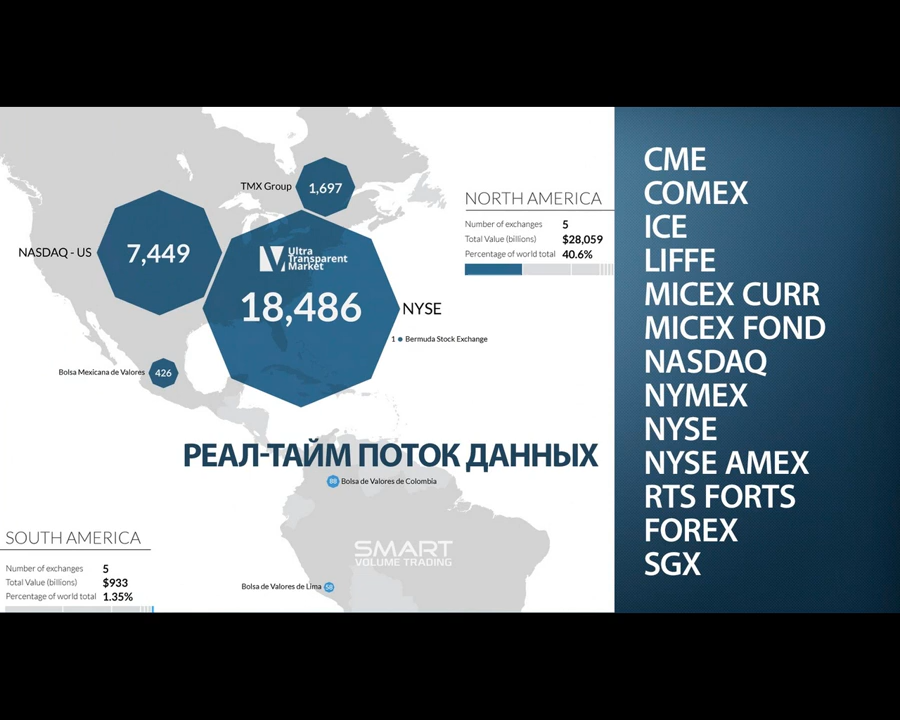 TMX Group
1,697
NASDAQ - US
7,449
Ultra
Transparent
Market
18,486
NYSE
1
Bermuda Stock Exchange
Bolsa Mexicana de Valores
426
NORTH AMERICA
Number of exchanges 5
Total Value (billions) $28,059
Percentage of world total 40.6%
РЕАЛ-ТАЙМ ПОТОК ДАННЫХ
Bolsa de Valores de Colombia
SMART
VOLUME TRADING
Bolsa de Valores de Lima
SOUTH AMERICA
Number of exchanges 5
Total Value (billions) $933
Percentage of world total 1.35%
CME
COMEX
ICE
LIFFE
MICEX CURR
MICEX FOND
NASDAQ
NYMEX
NYSE
NYSE AMEX
RTS FORTS
FOREX
SGX